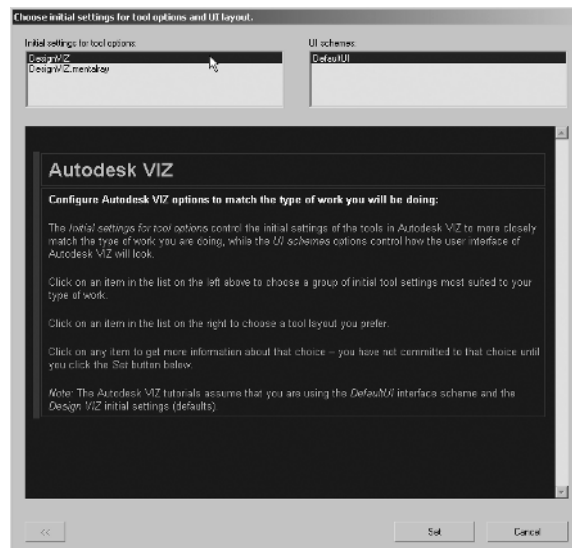 Choose initial settings for tool options and UI layout.
Initial settings for tool options:
UI schemes:
DesignVIZ
DesignVIZ.mentalray
DefaultUI
Autodesk VIZ
Configure Autodesk VIZ options to match the type of work you will be doing:
The Initial settings for tool options control the initial settings of the tools in Autodesk VIZ to more closely
match the type of work you are doing, while the UI schemes options control how the user interface of
Autodesk VIZ will look.
Click on an item in the list on the left above to choose a group of initial tool settings most suited to your
type of work.
Click on an item in the list on the right to choose a tool layout you prefer.
Click on any item to get more information about that choice – you have not committed to that choice until
you click the Set button below.
Note: The Autodesk VIZ tutorials assume that you are using the DefaultUI interface scheme and the
Design VIZ initial settings (defaults).
<<
Set
Cancel